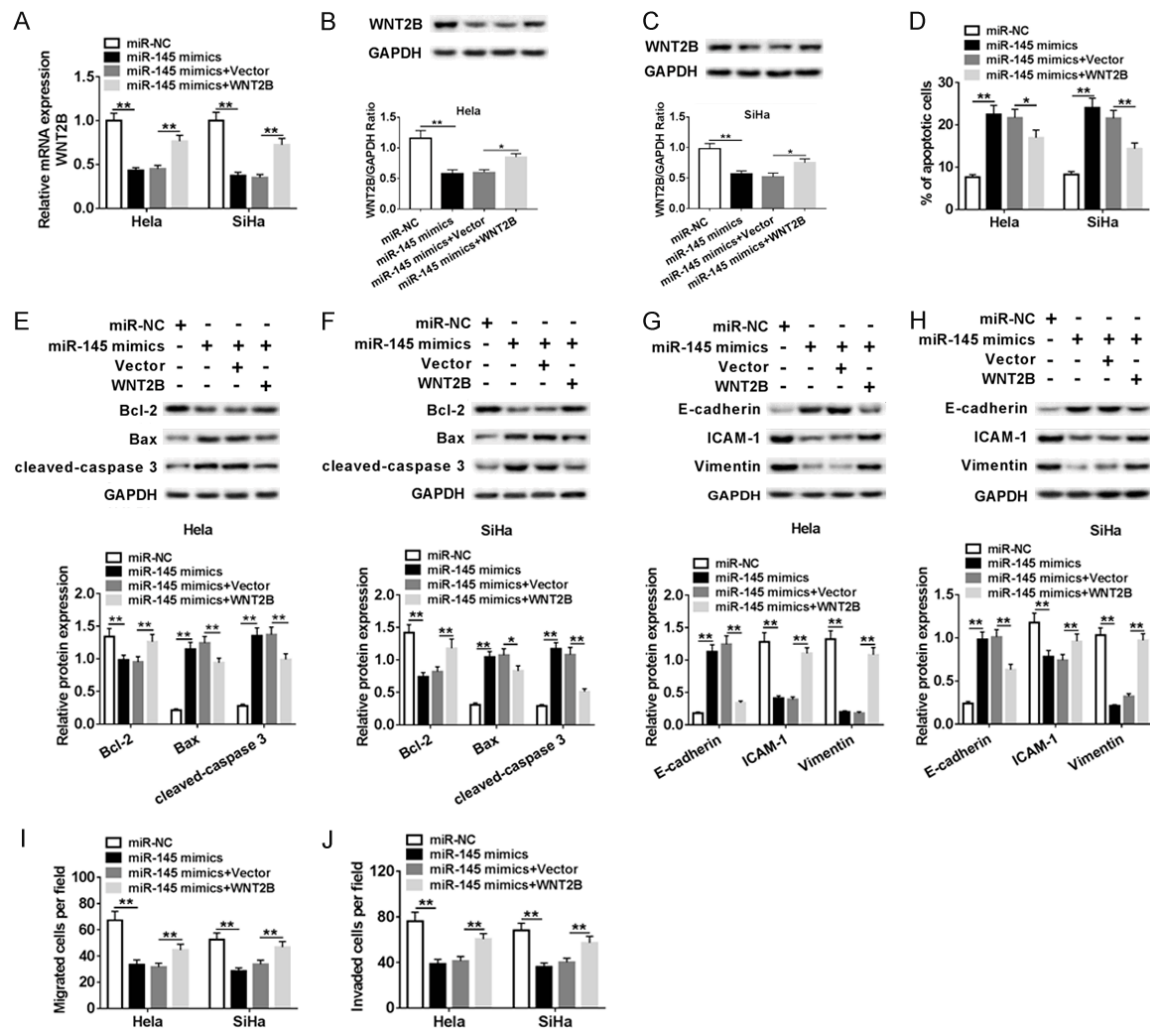 A
Relative mRNA expression
WNT2B
miR-NC
miR-145 mimics
miR-145 mimics+Vector
miR-145 mimics+WNT2B
1.5
1.0
0.5
0.0
**
**
**
**
Hela
SiHa
B
WNT2B
GAPDH
Hela
WNT2B/GAPDH Ratio
1.5
1.0
0.5
0.0
**
*
miR-NC
miR-145 mimics
miR-145 mimics+Vector
miR-145 mimics+WNT2B
C
WNT2B
GAPDH
SiHa
WNT2B/GAPDH Ratio
1.5
1.0
0.5
0.0
**
*
miR-NC
miR-145 mimics
miR-145 mimics+Vector
miR-145 mimics+WNT2B
D
miR-NC
miR-145 mimics
miR-145 mimics+Vector
miR-145 mimics+WNT2B
% of apoptotic cells
30
20
10
0
**
*
**
**
Hela
SiHa
E
miR-NC + - - -
miR-145 mimics - + + +
Vector - - + -
WNT2B - - - +
Bcl-2
Bax
cleaved-caspase 3
GAPDH
Hela
miR-NC
miR-145 mimics
miR-145 mimics+Vector
miR-145 mimics+WNT2B
Relative protein expression
2.0
1.5
1.0
0.5
0.0
** **
** **
** **
Bcl-2
Bax
cleaved-caspase 3
F
miR-NC + - - -
miR-145 mimics - + + +
Vector - - + -
WNT2B - - - +
Bcl-2
Bax
cleaved-caspase 3
GAPDH
SiHa
miR-NC
miR-145 mimics
miR-145 mimics+Vector
miR-145 mimics+WNT2B
Relative protein expression
2.0
1.5
1.0
0.5
0.0
** **
** *
** **
Bcl-2
Bax
cleaved-caspase 3
G
miR-NC + - - -
miR-145 mimics - + + +
Vector - - + -
WNT2B - - - +
E-cadherin
ICAM-1
Vimentin
GAPDH
Hela
miR-NC
miR-145 mimics
miR-145 mimics+Vector
miR-145 mimics+WNT2B
Relative protein expression
2.0
1.5
1.0
0.5
0.0
** **
** **
** **
E-cadherin
ICAM-1
Vimentin
H
miR-NC + - - -
miR-145 mimics - + + +
Vector - - + -
WNT2B - - - +
E-cadherin
ICAM-1
Vimentin
GAPDH
SiHa
miR-NC
miR-145 mimics
miR-145 mimics+Vector
miR-145 mimics+WNT2B
Relative protein expression
2.0
1.5
1.0
0.5
0.0
** **
** **
** **
E-cadherin
ICAM-1
Vimentin
I
miR-NC
miR-145 mimics
miR-145 mimics+Vector
miR-145 mimics+WNT2B
Migrated cells per field
100
80
60
40
20
0
**
**
**
**
Hela
SiHa
J
miR-NC
miR-145 mimics
miR-145 mimics+Vector
miR-145 mimics+WNT2B
Invaded cells per field
120
80
40
0
**
**
**
**
Hela
SiHa